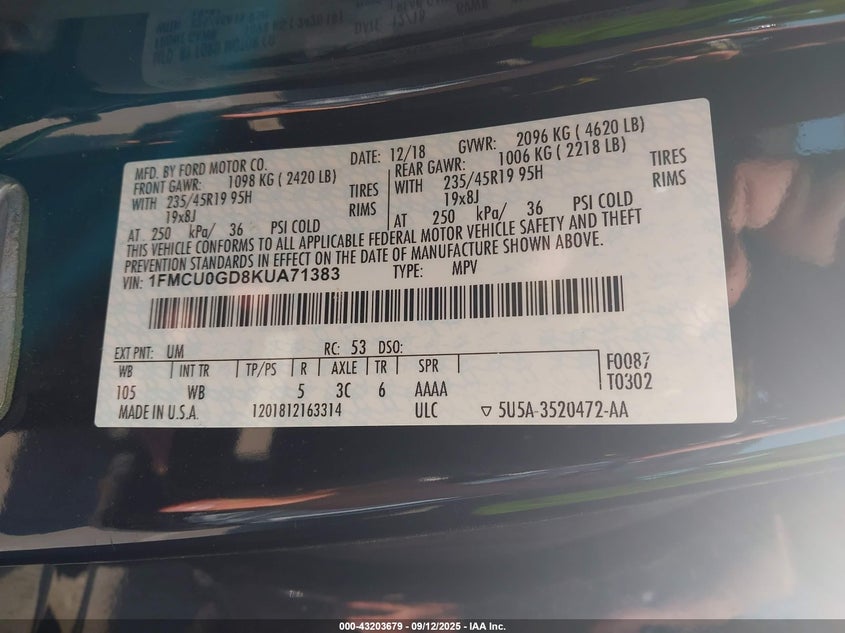 MFD. BY FORD MOTOR CO.
DATE: 12/18
GVWR: 2096 KG ( 4620 LB)
FRONT GAWR: 1098 KG ( 2420 LB)
REAR GAWR: 1006 KG ( 2218 LB)
WITH 235/45R19 95H TIRES
WITH 235/45R19 95H TIRES
19x8J RIMS
19x8J RIMS
AT 250 kPa/ 36 PSI COLD
AT 250 kPa/ 36 PSI COLD
THIS VEHICLE CONFORMS TO ALL APPLICABLE FEDERAL MOTOR VEHICLE SAFETY AND THEFT
PREVENTION STANDARDS IN EFFECT ON THE DATE OF MANUFACTURE SHOWN ABOVE.
VIN: 1FMCU0GD8KUA71383 TYPE: MPV
EXT PNT: UM RC: 53 DSO:
WB INT TR TP/PS R AXLE TR SPR
F0087
105 WB 5 3C 6 AAAA
T0302
MADE IN U.S.A. 1201812163314 ULC ▽ 5U5A-3520472-AA
000-43203679 - 09/12/2025 - IAA Inc.